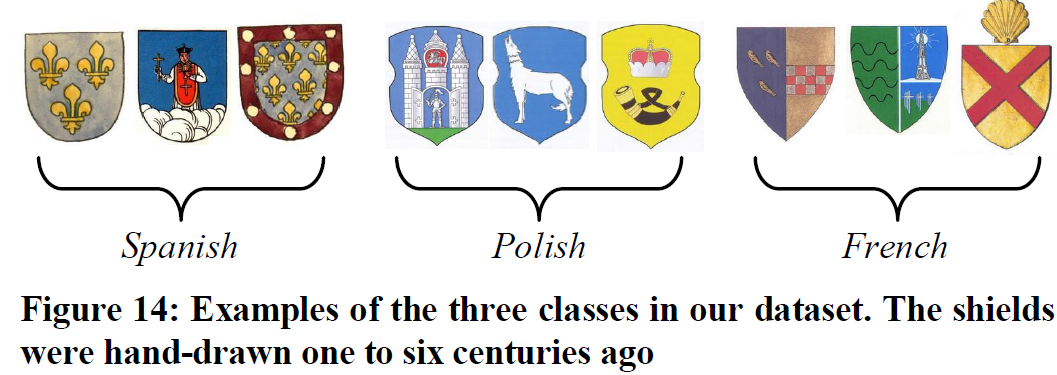 Spanish
Polish
French
Figure 14: Examples of the three classes in our dataset. The shields
were hand-drawn one to six centuries ago